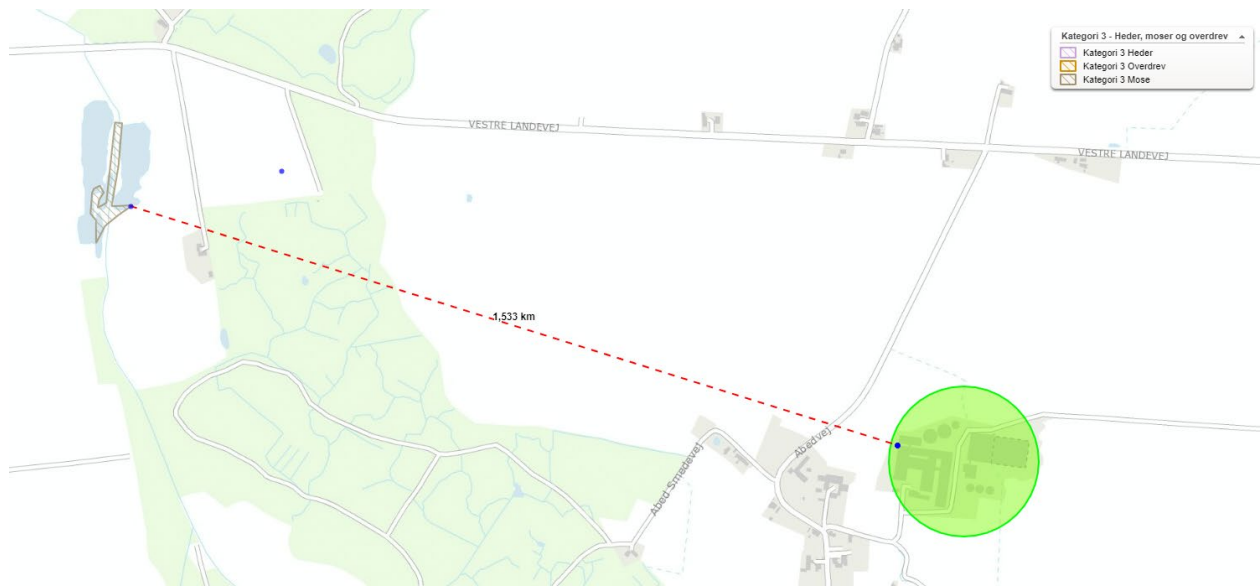 Kategori 3 - Heder, moser og overdrev
Kategori 3 Heder
Kategori 3 Overdrev
Kategori 3 Mose
VESTRE LANDEVEJ
VESTRE LANDEVEJ
1,533 km
Abedvej
Abed Smedevej